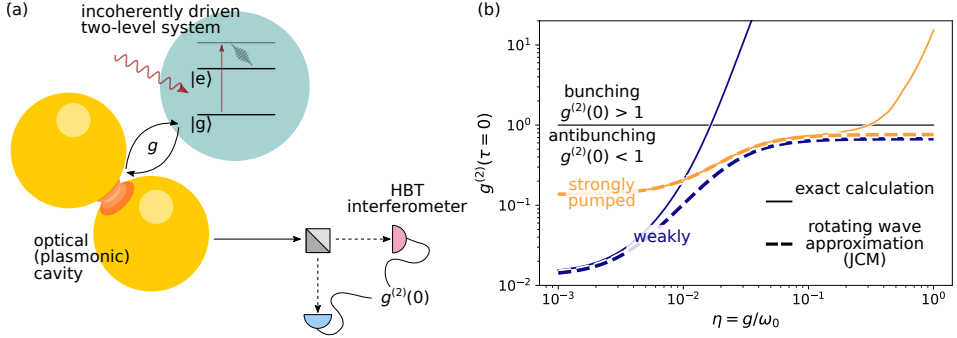 (a)
incoherently driven
two-level system
|e⟩
|g⟩
g
HBT
interferometer
optical
(plasmonic)
cavity
g⁽²⁾(0)
(b)
10¹
10⁰
10⁻¹
10⁻²
g⁽²⁾(τ = 0)
bunching
g⁽²⁾(0) > 1
antibunching
g⁽²⁾(0) < 1
strongly
pumped
weakly
exact calculation
rotating wave
approximation
(JCM)
10⁻³
10⁻²
10⁻¹
10⁰
η = g/ω₀